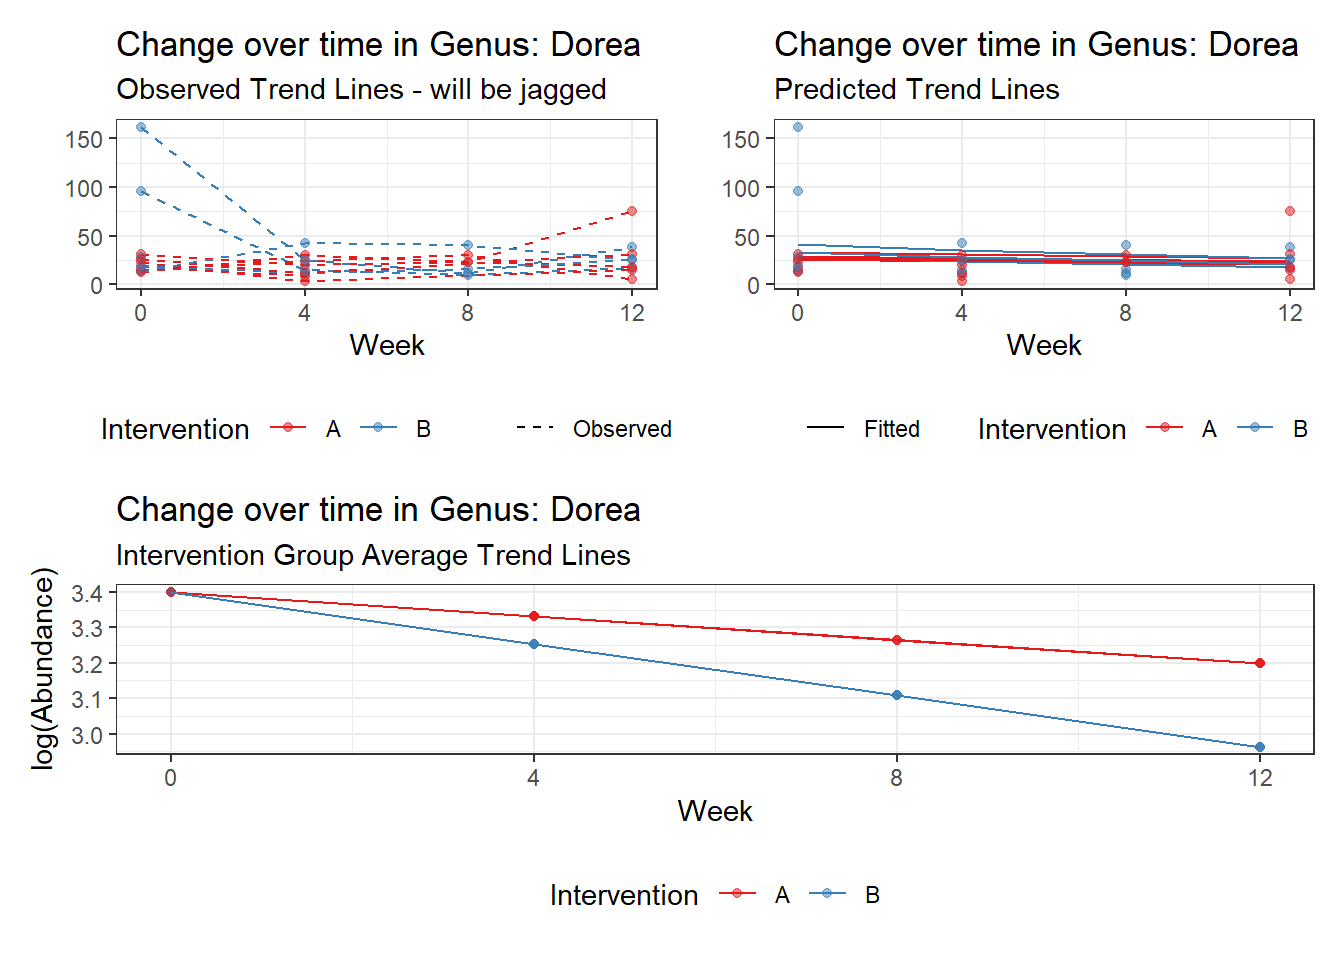 Change over time in Genus: Dorea
Observed Trend Lines - will be jagged
150
100
50
0
0 4 8 12
Week
Intervention A B Observed
Change over time in Genus: Dorea
Predicted Trend Lines
150
100
50
0
0 4 8 12
Week
Fitted Intervention A B
Change over time in Genus: Dorea
Intervention Group Average Trend Lines
log(Abundance)
3.4
3.3
3.2
3.1
3.0
0 4 8 12
Week
Intervention A B